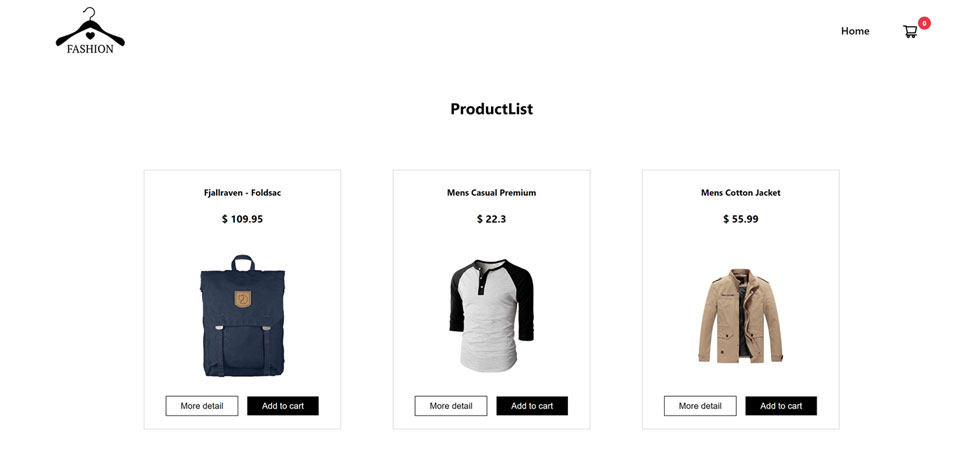 FASHION
Home
0
ProductList
Fjallraven - Foldsac
$ 109.95
More detail
Add to cart
Mens Casual Premium
$ 22.3
More detail
Add to cart
Mens Cotton Jacket
$ 55.99
More detail
Add to cart